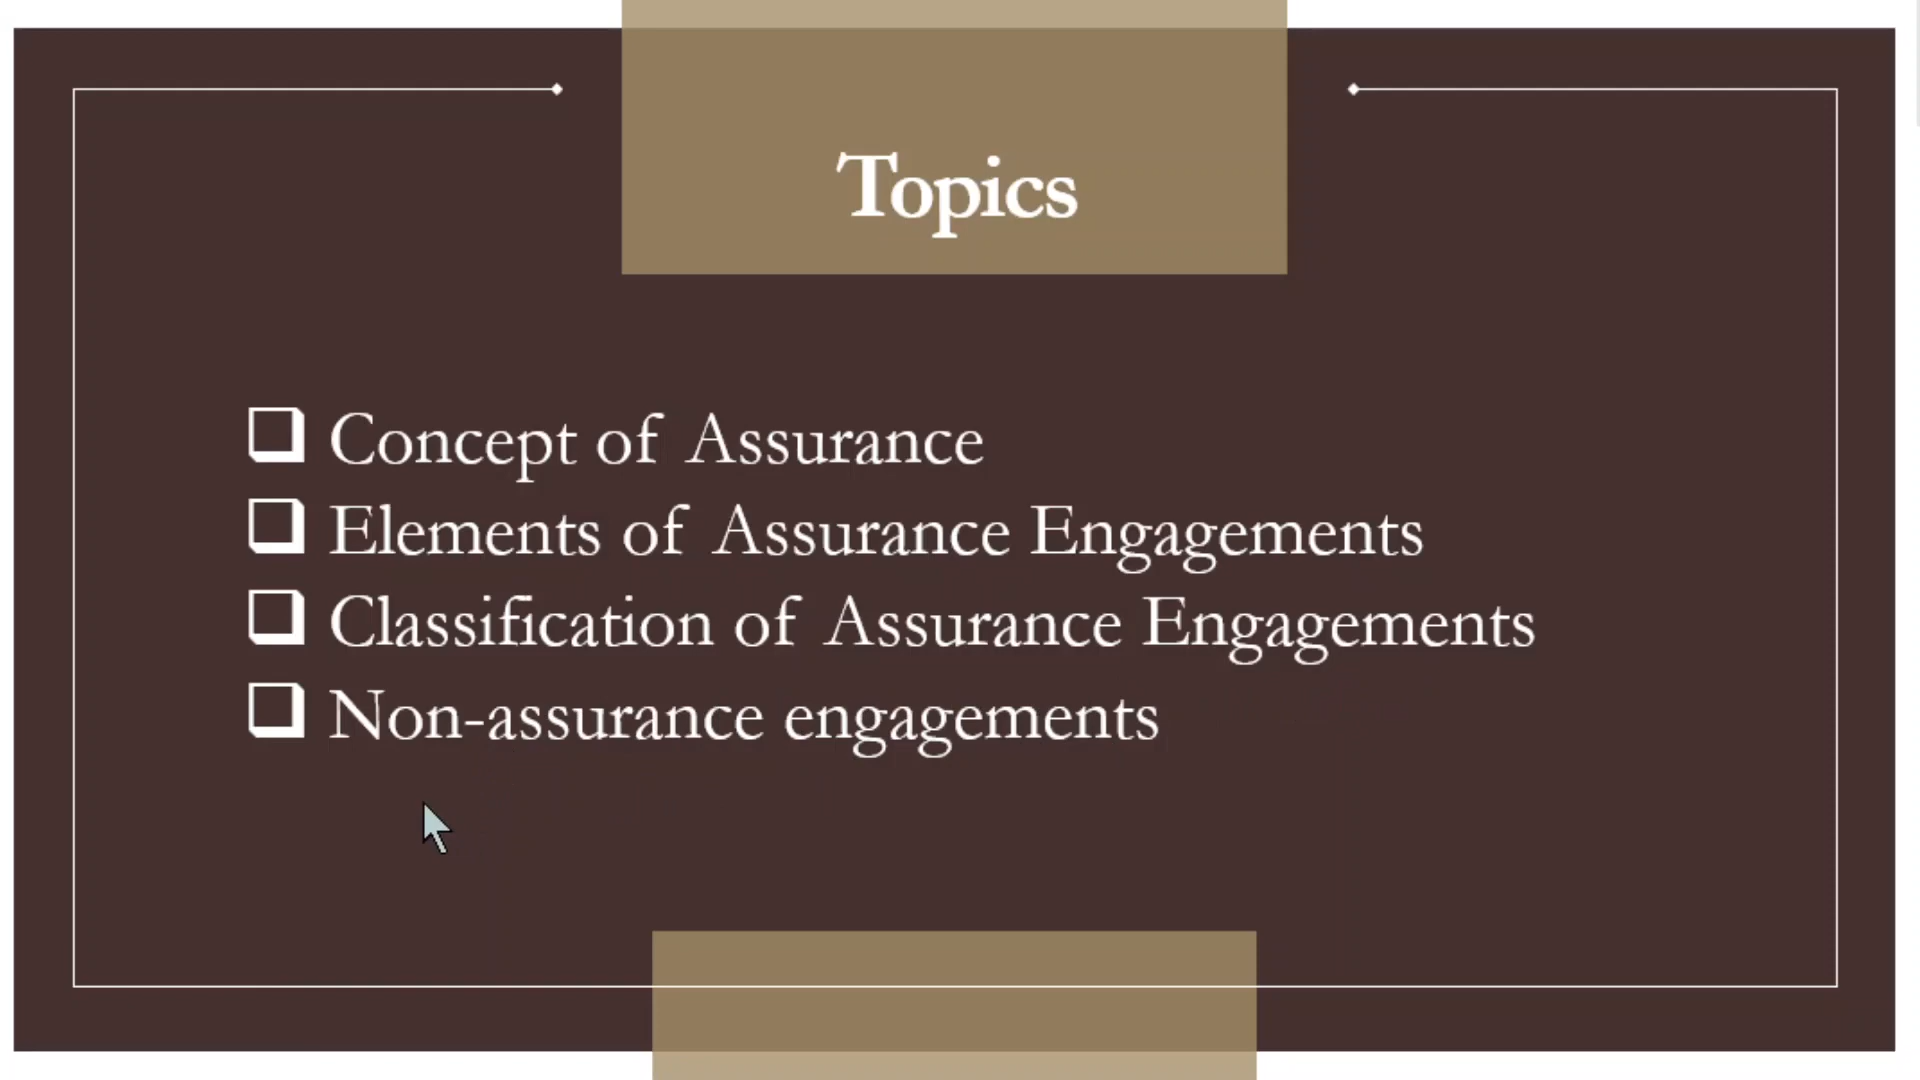 Topics
Concept of Assurance
Elements of Assurance Engagements
Classification of Assurance Engagements
Non-assurance engagements